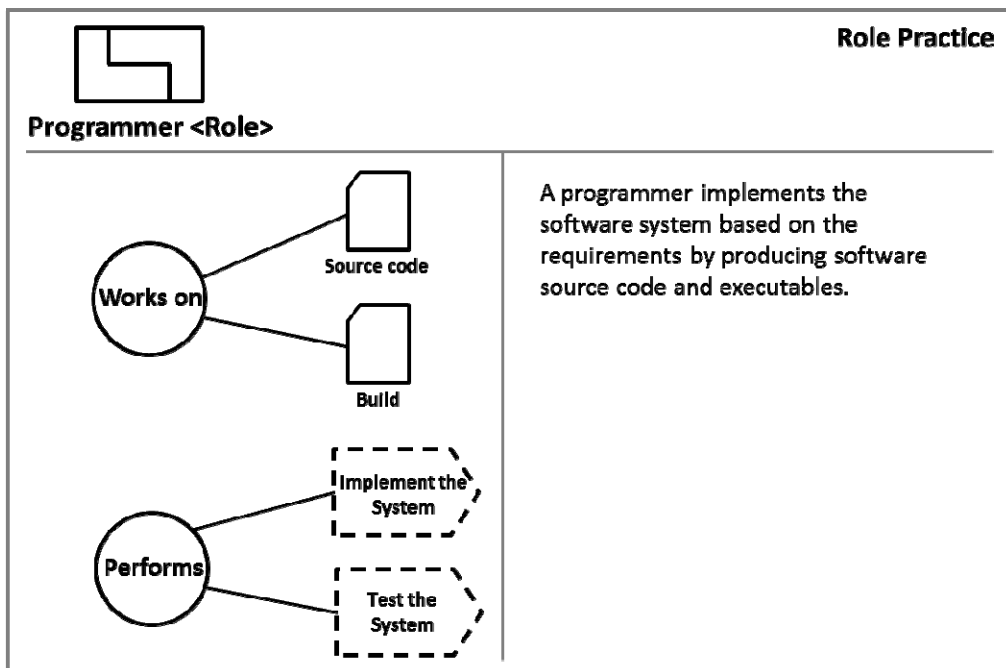 Role Practice
Programmer <Role>
Works on
Source code
Build
Performs
Implement the
System
Test the
System
A programmer implements the
software system based on the
requirements by producing software
source code and executables.